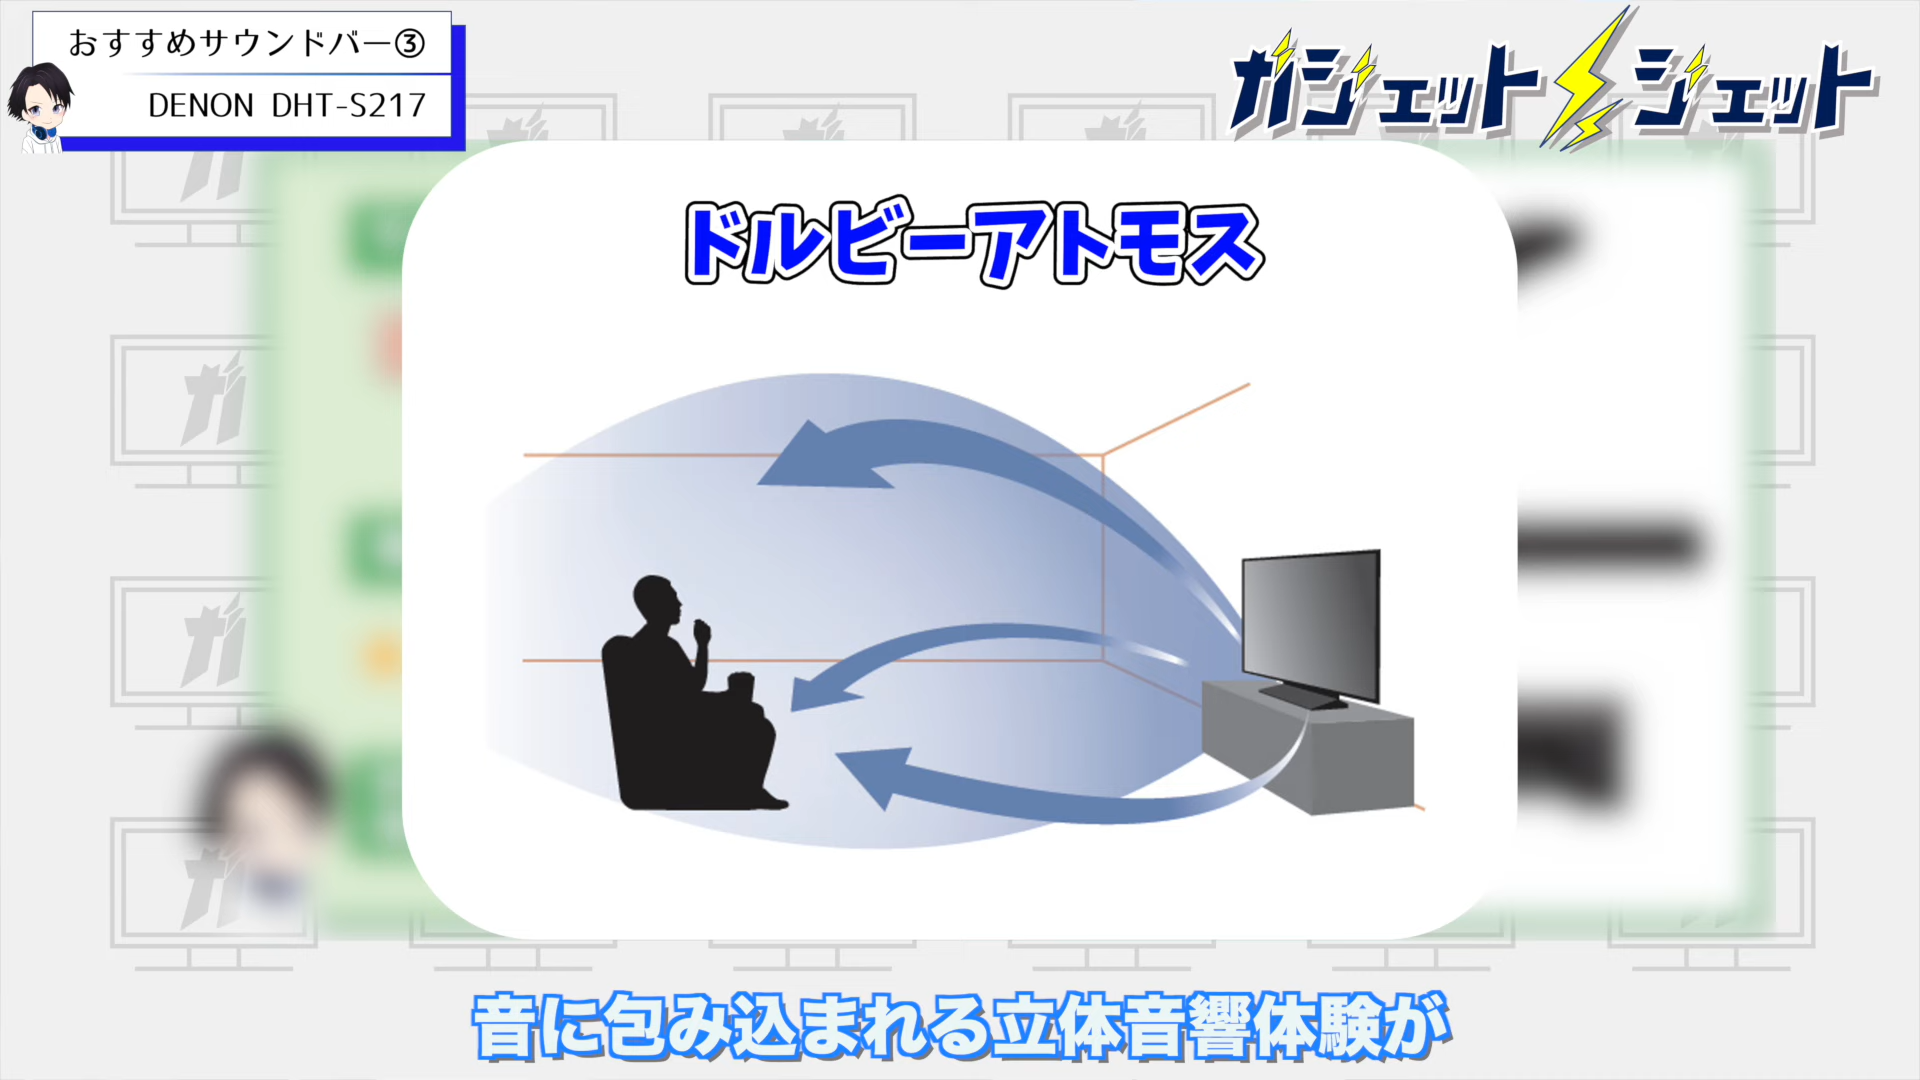 おすすめサウンドバー③
DENON DHT-S217
ガジェットジェット
ドルビーアトモス
音に包み込まれる立体音響体験が